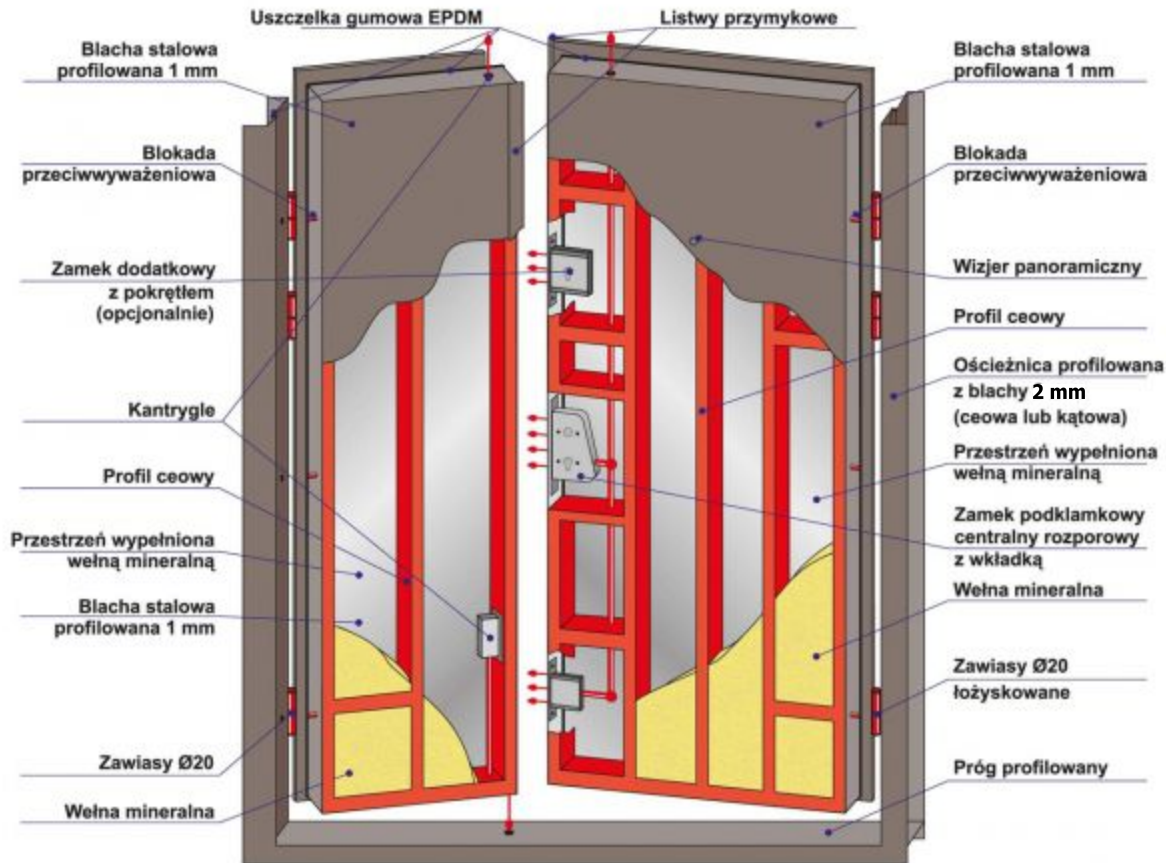 Uszczelka gumowa EPDM
Listwy przymykowe
Blacha stalowa
profilowana 1 mm
Blokada
przeciwwyważeniowa
Zamek dodatkowy
z pokrętłem
(opcjonalnie)
Kantrygle
Profil ceowy
Przestrzeń wypełniona
wełną mineralną
Blacha stalowa
profilowana 1 mm
Zawiasy Ø20
Wełna mineralna
Blacha stalowa
profilowana 1 mm
Blokada
przeciwwyważeniowa
Wizjer panoramiczny
Profil ceowy
Ościeżnica profilowana
z blachy 2 mm
(ceowa lub kątowa)
Przestrzeń wypełniona
wełną mineralną
Zamek podklamkowy
centralny rozporowy
z wkładką
Wełna mineralna
Zawiasy Ø20
łożyskowane
Próg profilowany